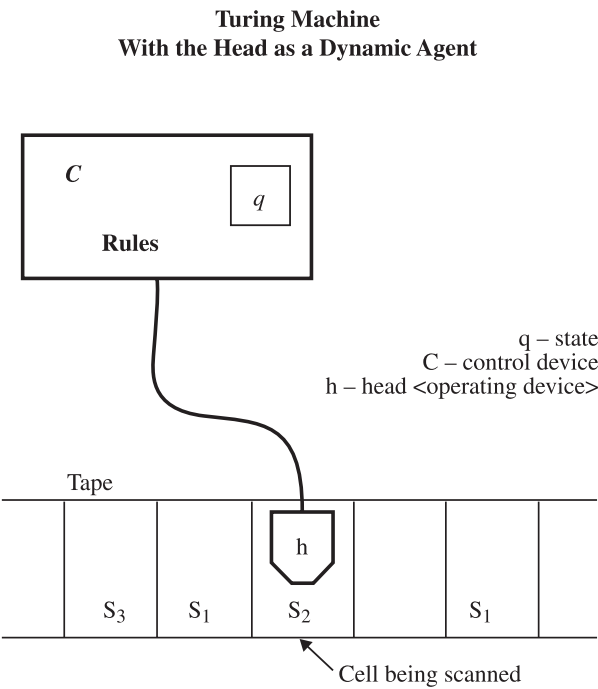 Turing Machine
With the Head as a Dynamic Agent
C
q
Rules
q – state
C – control device
h – head <operating device>
Tape
h
S₃ S₁ S₂ S₁
Cell being scanned